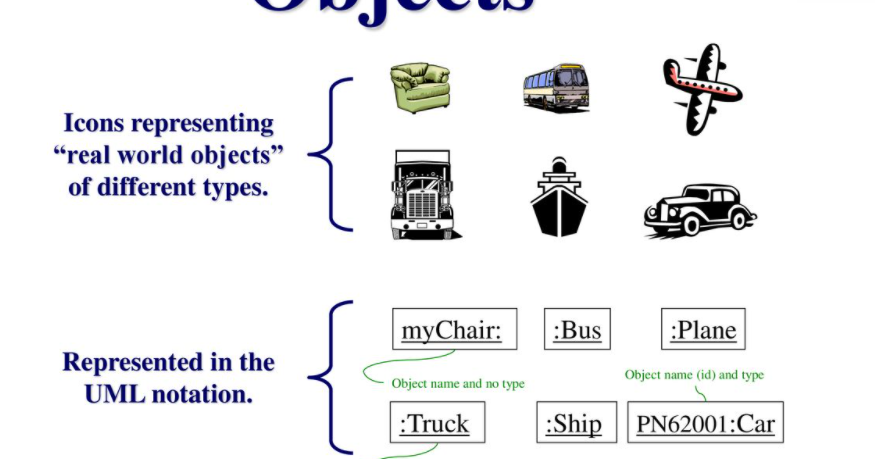 Objects
Icons representing
“real world objects”
of different types.
myChair:
:Bus
:Plane
Represented in the
UML notation.
Object name and no type
Object name (id) and type
:Truck
:Ship
PN62001:Car